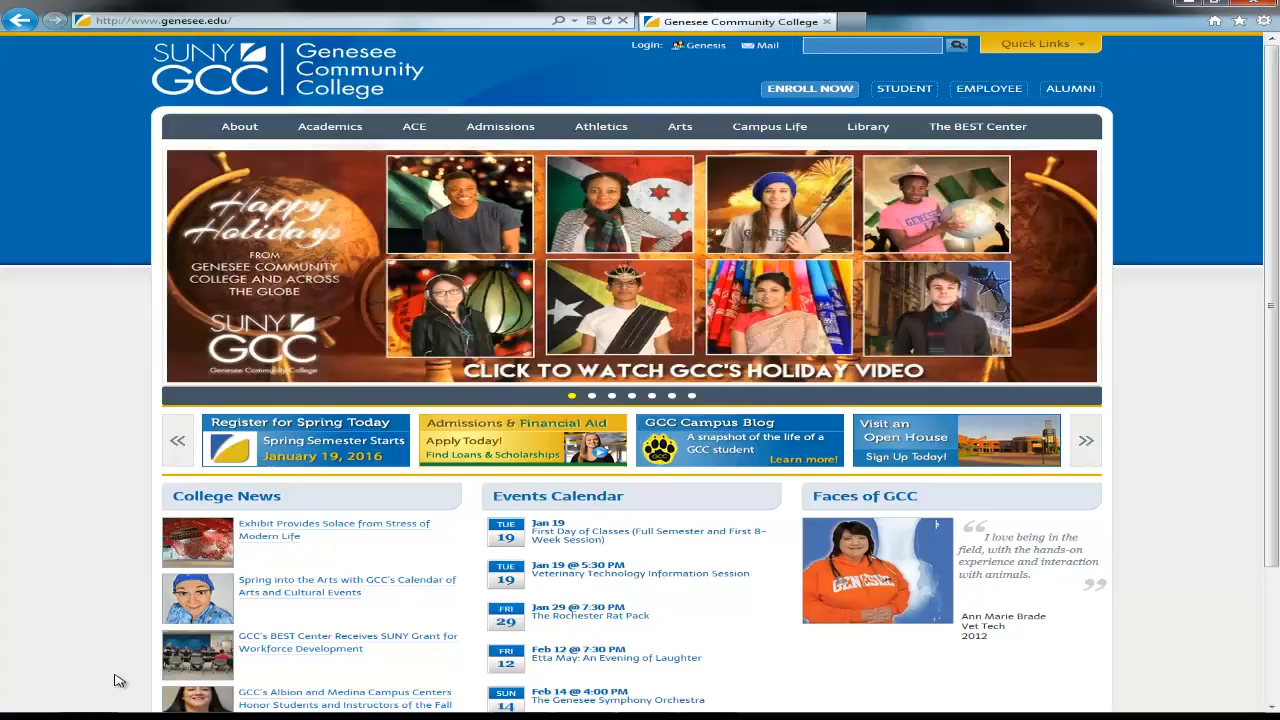 http://www.genesee.edu/
Genesee Community College
SUNY
GCC
Genesee
Community
College
Login: Genesis Mail
Quick Links
ENROLL NOW STUDENT EMPLOYEE ALUMNI
About Academics ACE Admissions Athletics Arts Campus Life Library The BEST Center
Happy
Holidays
FROM
GENESEE COMMUNITY
COLLEGE AND ACROSS
THE GLOBE
SUNY
GCC
Genesee Community College
CLICK TO WATCH GCC'S HOLIDAY VIDEO
Register for Spring Today
Spring Semester Starts
January 19, 2016
Admissions & Financial Aid
Apply Today!
Find Loans & Scholarships
GCC Campus Blog
A snapshot of the life of a
GCC student
Learn more!
Visit an
Open House
Sign Up Today!
College News
Exhibit Provides Solace from Stress of
Modern Life
Spring into the Arts with GCC's Calendar of
Arts and Cultural Events
GCC's BEST Center Receives SUNY Grant for
Workforce Development
GCC's Albion and Medina Campus Centers
Honor Students and Instructors of the Fall
Events Calendar
TUE
19
Jan 19
First Day of Classes (Full Semester and First 8-
Week Session)
TUE
19
Jan 19 @ 5:30 PM
Veterinary Technology Information Session
FRI
29
Jan 29 @ 7:30 PM
The Rochester Rat Pack
FRI
12
Feb 12 @ 7:30 PM
Etta May: An Evening of Laughter
SUN
14
Feb 14 @ 4:00 PM
The Genesee Symphony Orchestra
Faces of GCC
GENESEE
I love being in the
field, with the hands-on
experience and interaction
with animals.
Ann Marie Brade
Vet Tech
2012